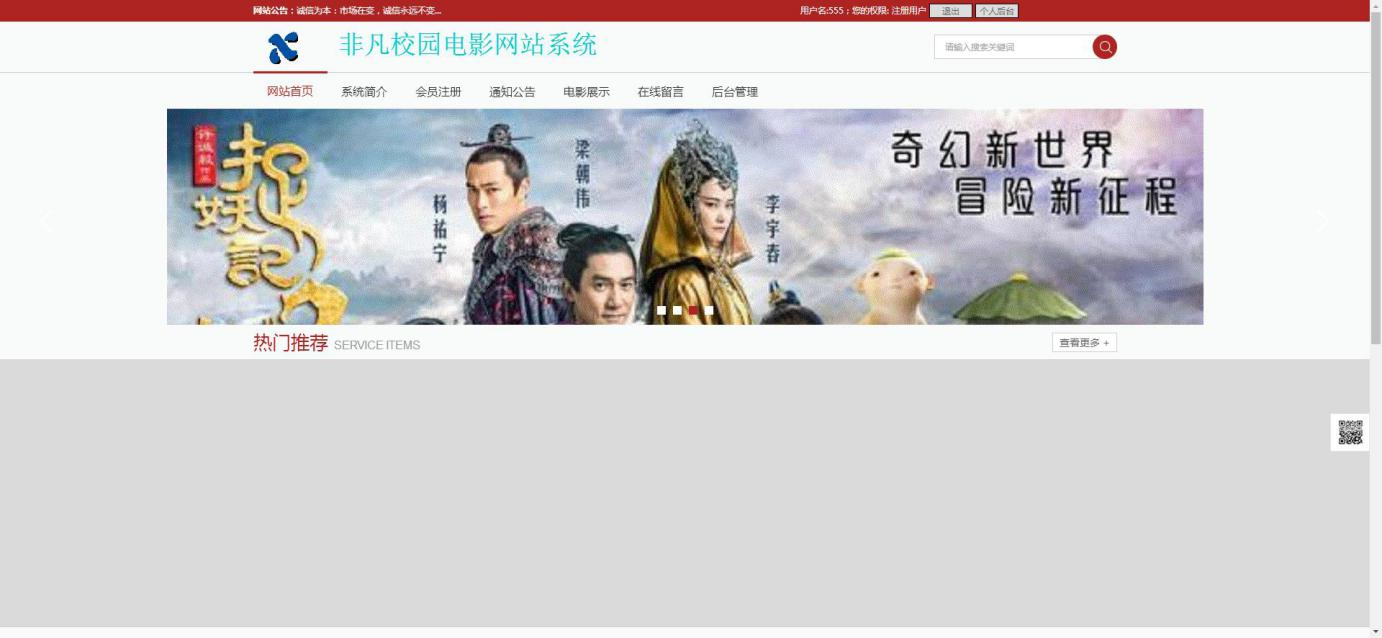 网站公告：诚信为本：市场在变，诚信永远不变...
用户名:555；您的权限: 注册用户 退出 个人后台
非凡校园电影网站系统
请输入搜索关键词
网站首页 系统简介 会员注册 通知公告 电影展示 在线留言 后台管理
许诚毅作品
捉妖记2
杨祐宁
梁朝伟
李宇春
奇幻新世界
冒险新征程
热门推荐 SERVICE ITEMS
查看更多 +